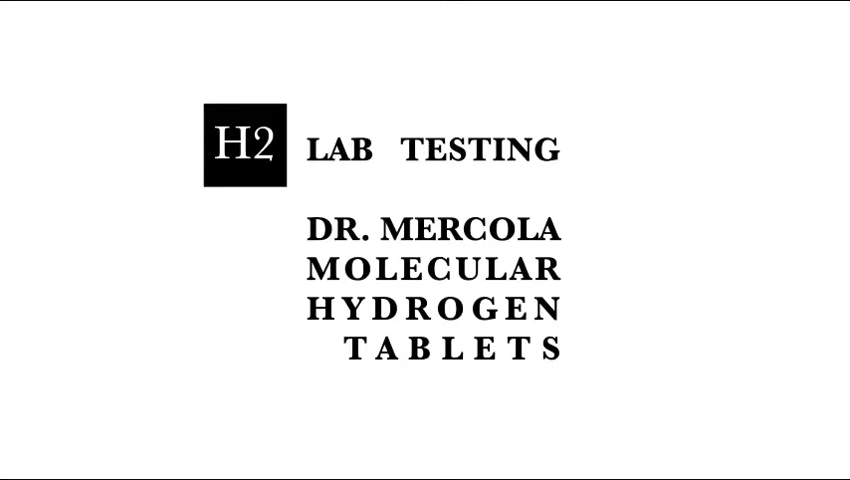 H2 LAB TESTING
DR. MERCOLA
MOLECULAR
HYDROGEN
TABLETS